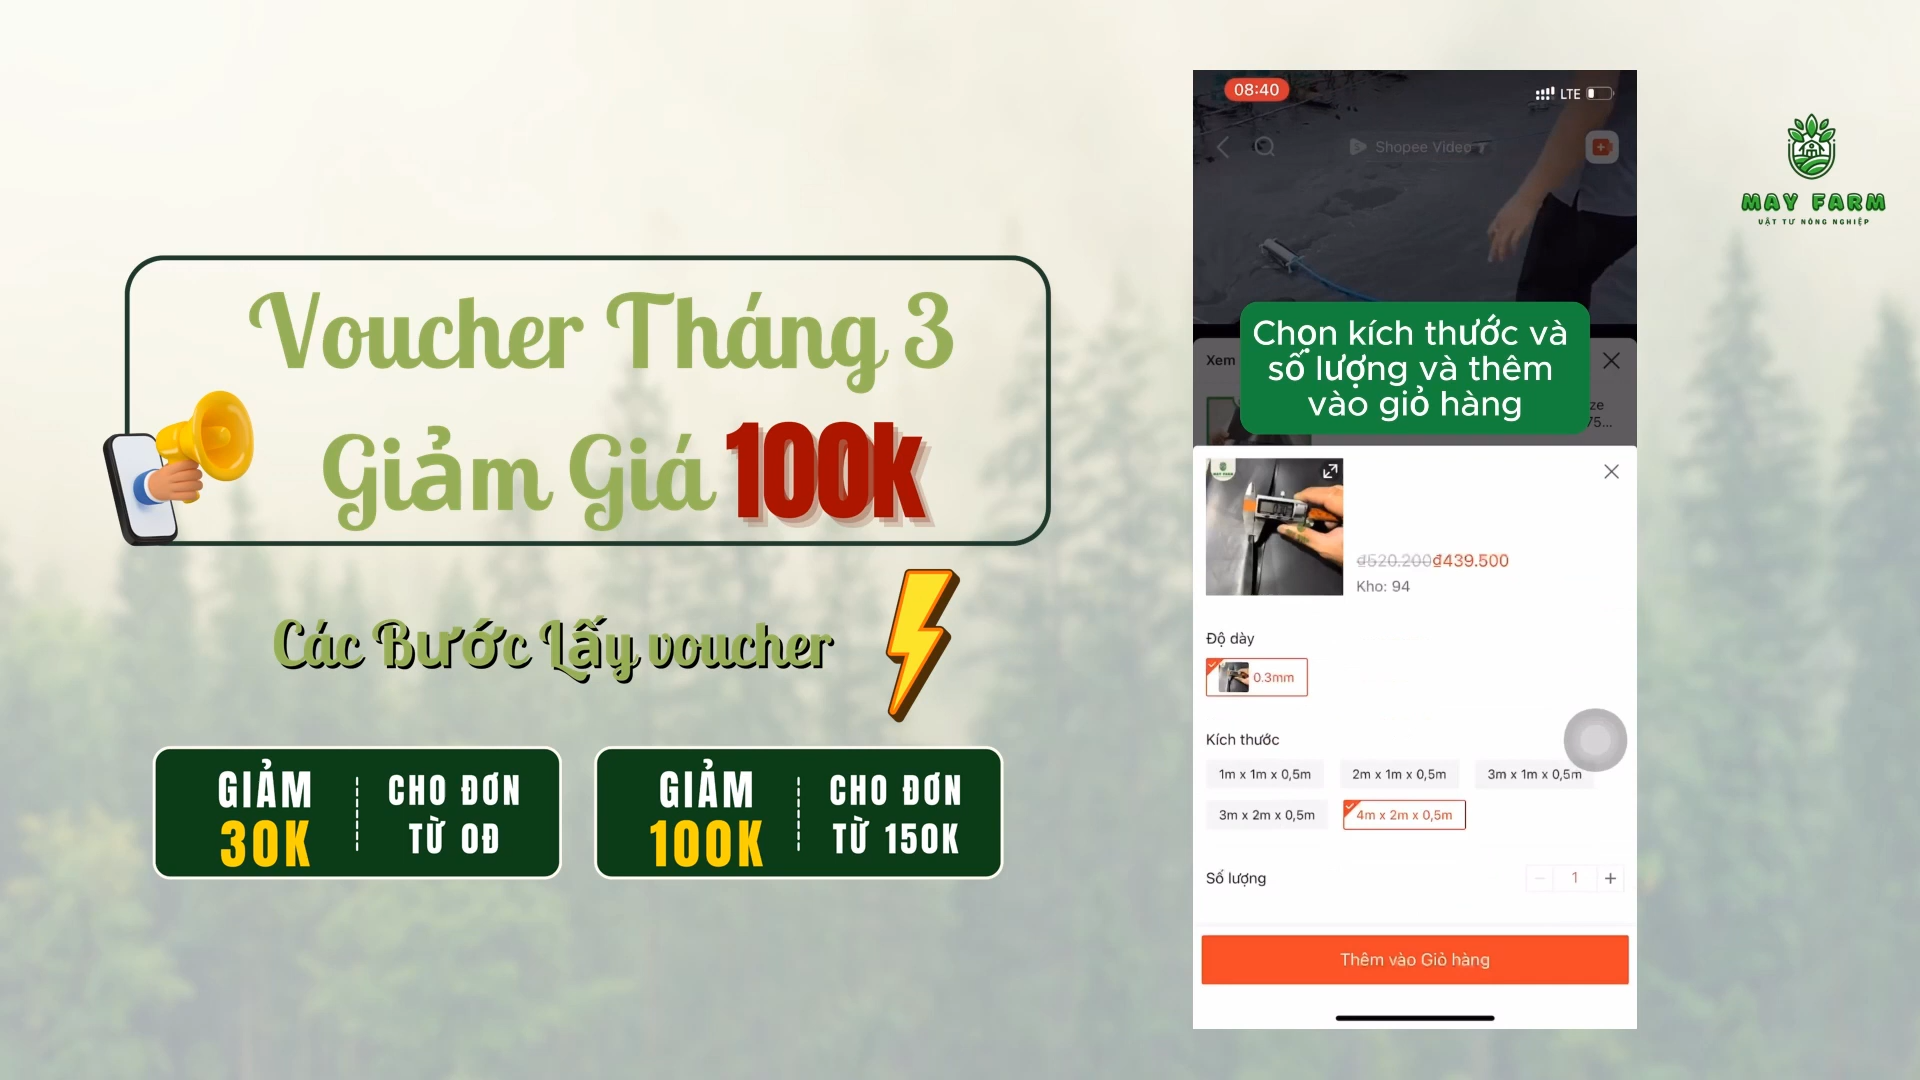 Voucher Tháng 3
Giảm Giá 100k
Các Bước Lấy voucher
GIẢM
30K
CHO ĐƠN
TỪ 0Đ
GIẢM
100K
CHO ĐƠN
TỪ 150K
08:40
LTE
Shopee Video
Chọn kích thước và
số lượng và thêm
vào giỏ hàng
Xem
ze
75...
MAY FARM
₫520.200₫439.500
Kho: 94
Độ dày
0.3mm
Kích thước
1m x 1m x 0,5m
2m x 1m x 0,5m
3m x 1m x 0,5m
3m x 2m x 0,5m
4m x 2m x 0,5m
Số lượng
1
Thêm vào Giỏ hàng
MAY FARM
VẬT TƯ NÔNG NGHIỆP